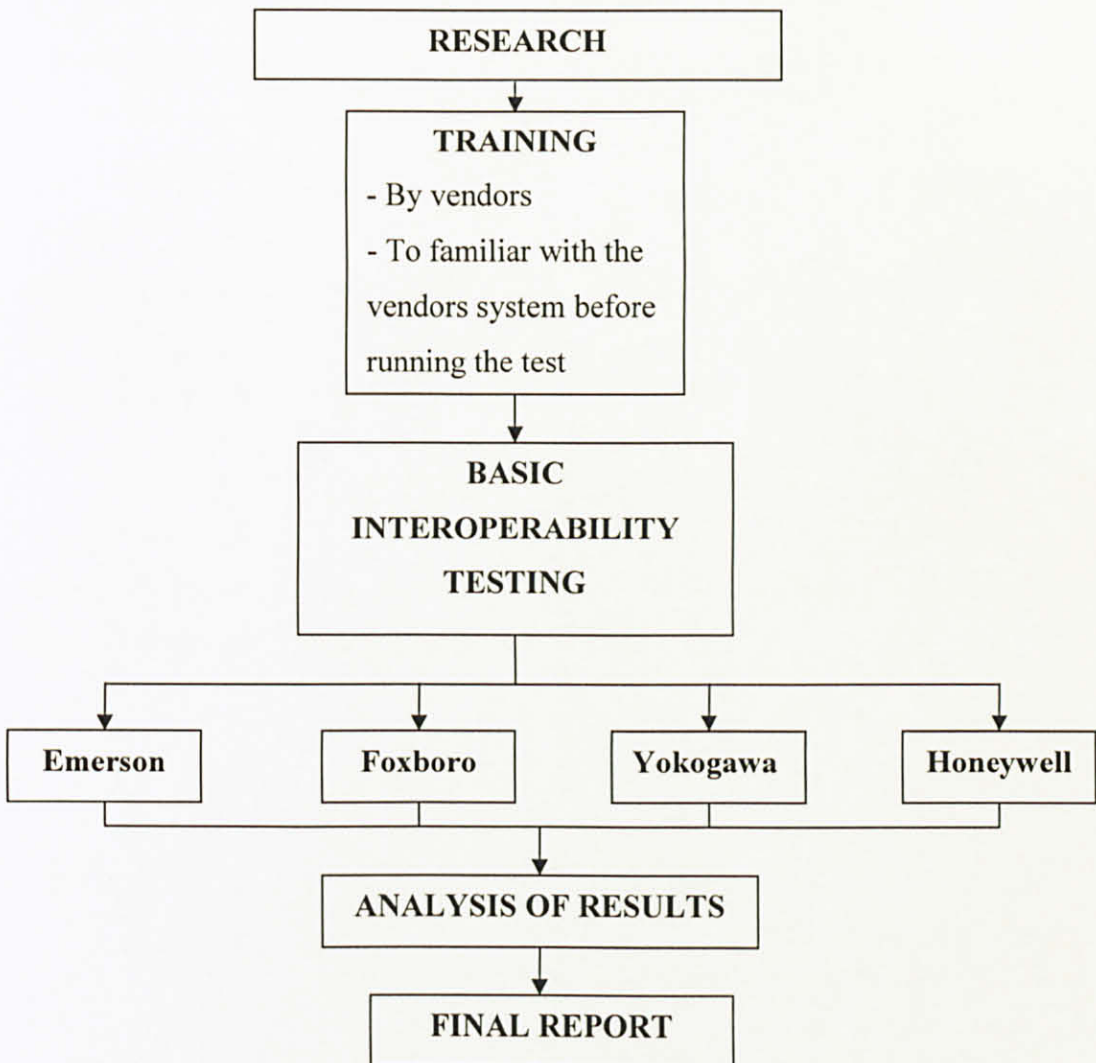 RESEARCH
TRAINING
- By vendors
- To familiar with the
vendors system before
running the test
BASIC
INTEROPERABILITY
TESTING
Emerson
Foxboro
Yokogawa
Honeywell
ANALYSIS OF RESULTS
FINAL REPORT